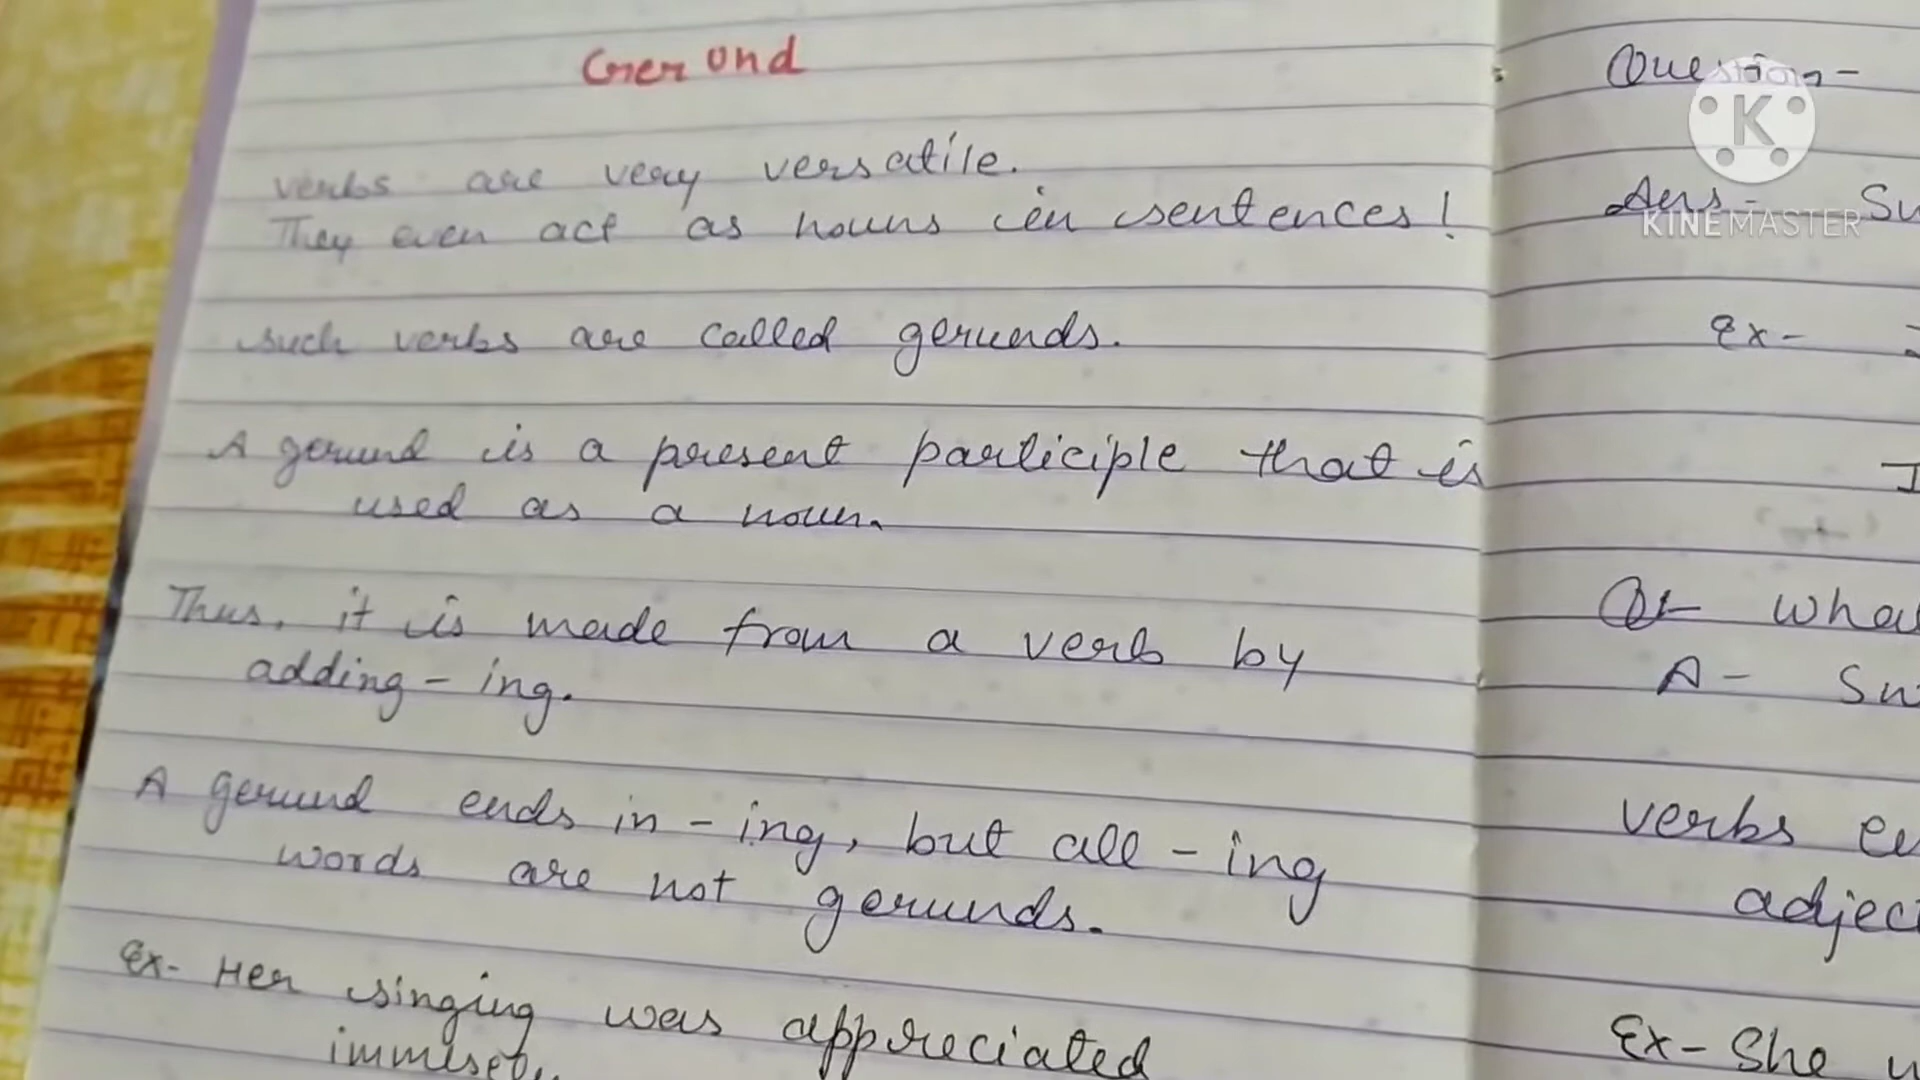 Gerund
verbs are very versatile.
They even act as nouns in sentences!
such verbs are called gerunds.
A gerund is a present participle that is
used as a noun.
Thus, it is made from a verb by
adding - ing.
A gerund ends in - ing, but all - ing
words are not gerunds.
Ex- Her singing was appreciated
Question-
Ans-
Ex-
I
A-
verbs
Ex- She
K
KINEMASTER